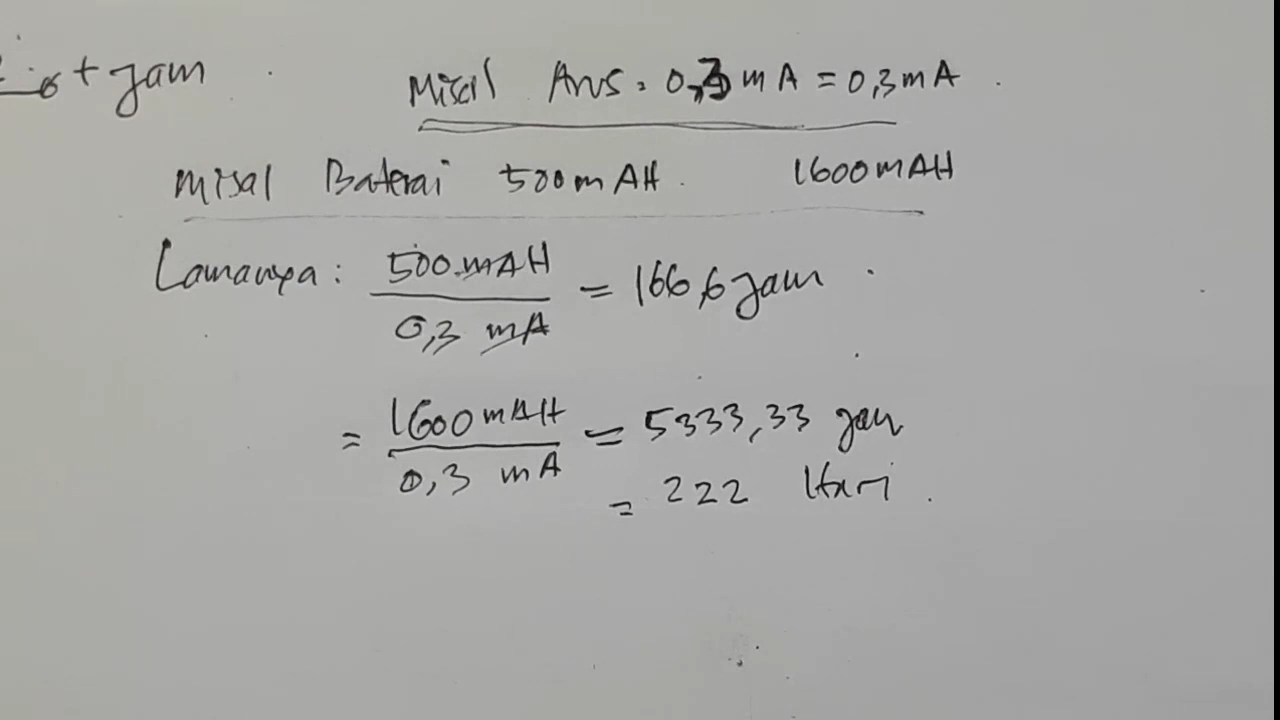 + jam
Misal Arus = 0,3 mA = 0,3 mA
Misal Baterai 500 mAH. 1600 mAH
Lamanya : 500 mAH / 0,3 mA = 166,6 jam
= 1600 mAH / 0,3 mA = 5333,33 jam
= 222 Hari.